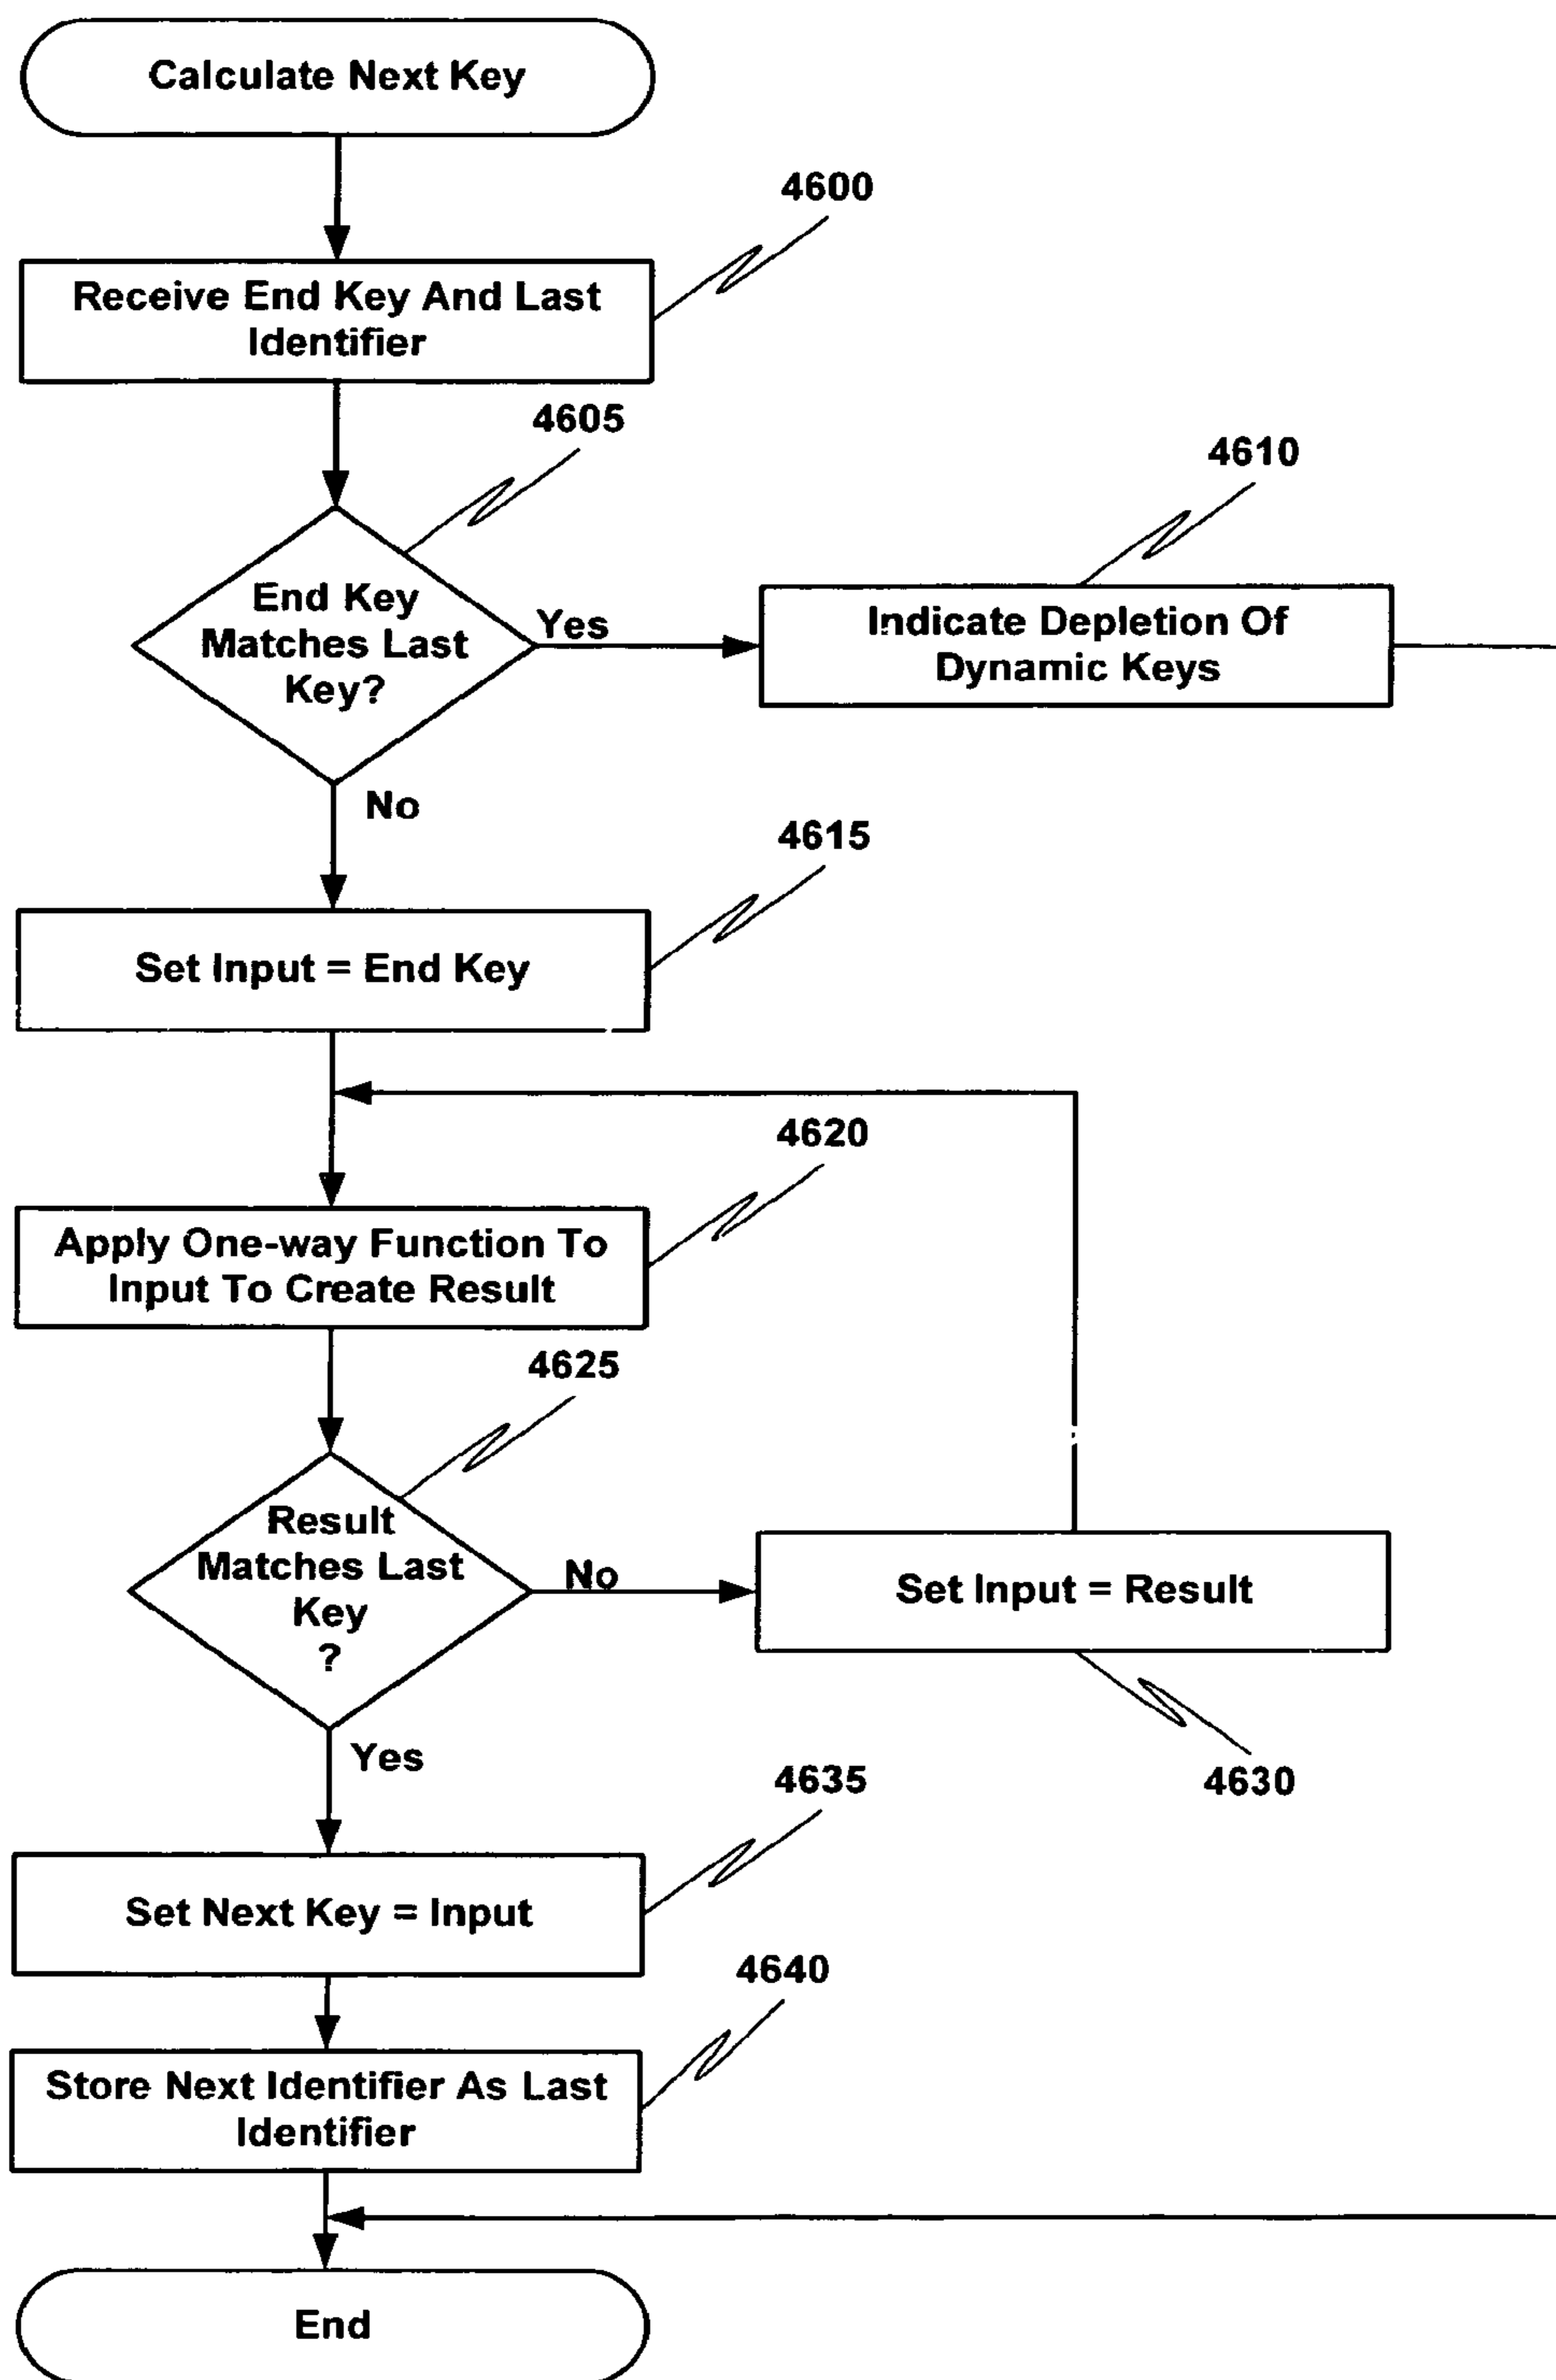 Calculate Next Key
4600
Receive End Key And Last
Identifier
4605
4610
End Key
Matches Last
Key?
Yes
Indicate Depletion Of
Dynamic Keys
No
4615
Set Input = End Key
4620
Apply One-way Function To
Input To Create Result
4625
Result
Matches Last
Key
?
No
Set Input = Result
Yes
4630
4635
Set Next Key = Input
4640
Store Next Identifier As Last
Identifier
End